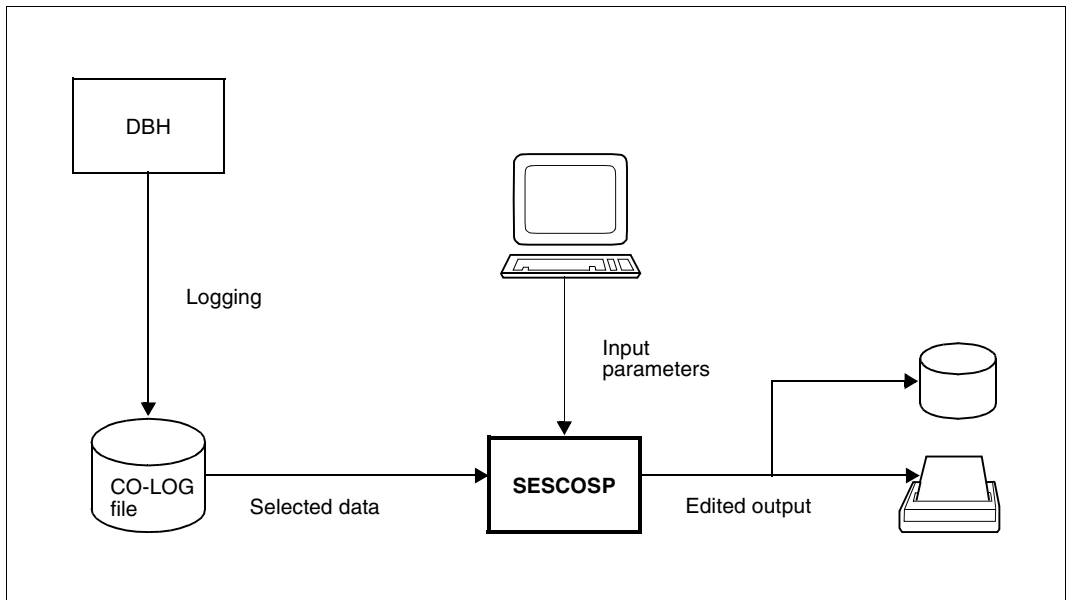 DBH
Logging
Input
parameters
CO-LOG
file
Selected data
SESCOSP
Edited output